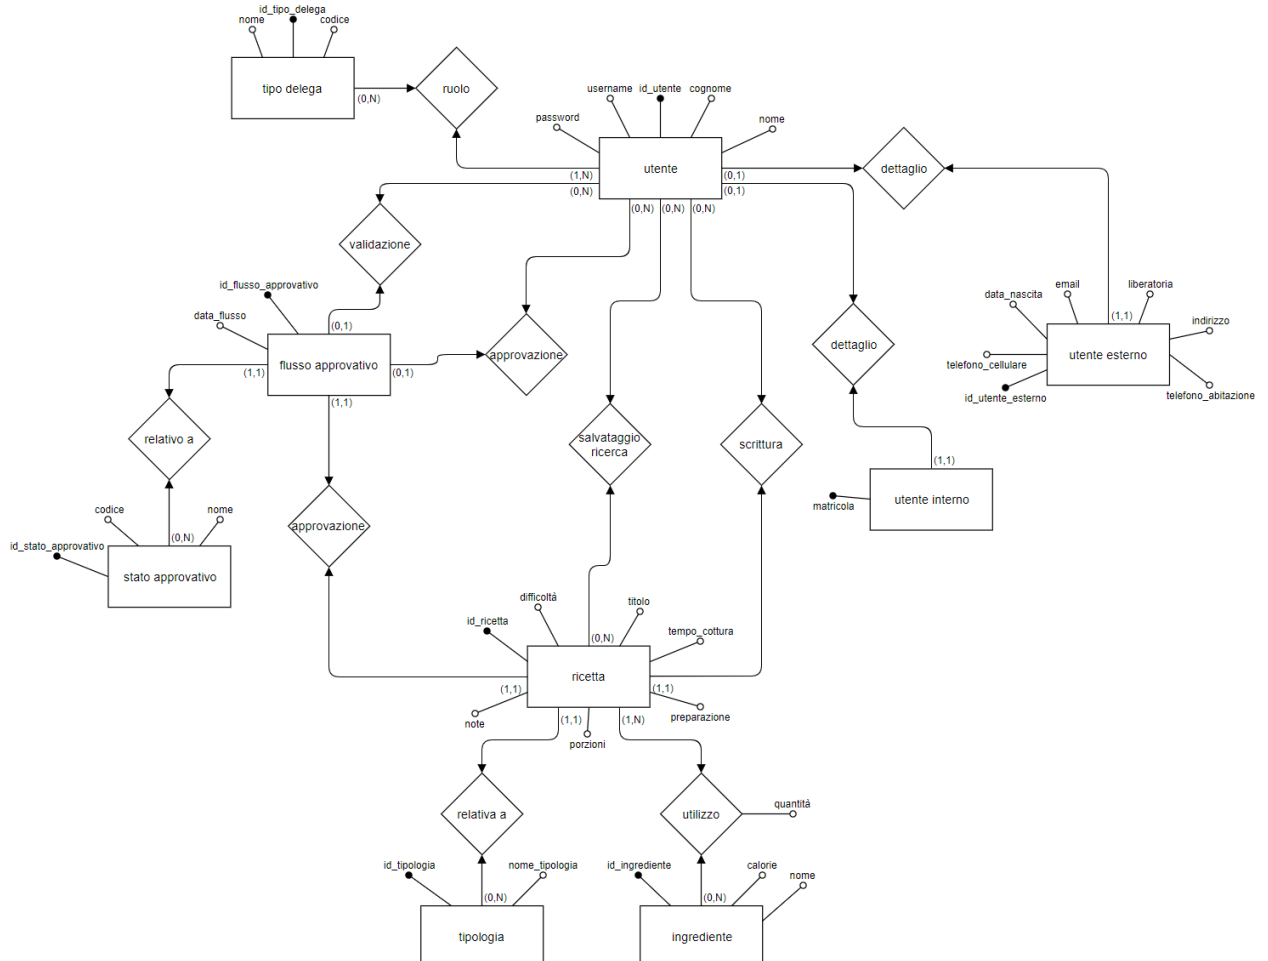 id_tipo_delega
nome
codice
tipo delega
(0,N)
ruolo
username
id_utente
cognome
password
nome
utente
(1,N)
(0,N)
(0,1)
(0,1)
(0,N)
(0,N)
(0,N)
dettaglio
validazione
id_flusso_approvativo
data_flusso
(0,1)
flusso approvativo
(1,1)
(0,1)
(1,1)
approvazione
dettaglio
data_nascita
email
liberatoria
indirizzo
(1,1)
utente esterno
telefono_cellulare
id_utente_esterno
telefono_abitazione
relativo a
salvataggio
ricerca
scrittura
(1,1)
utente interno
matricola
codice
nome
(0,N)
id_stato_approvativo
stato approvativo
approvazione
difficoltà
titolo
id_ricetta
tempo_cottura
(0,N)
ricetta
(1,1)
(1,1)
note
(1,1)
porzioni
(1,N)
preparazione
relativa a
utilizzo
quantità
id_tipologia
nome_tipologia
(0,N)
tipologia
id_ingrediente
calorie
nome
(0,N)
ingrediente